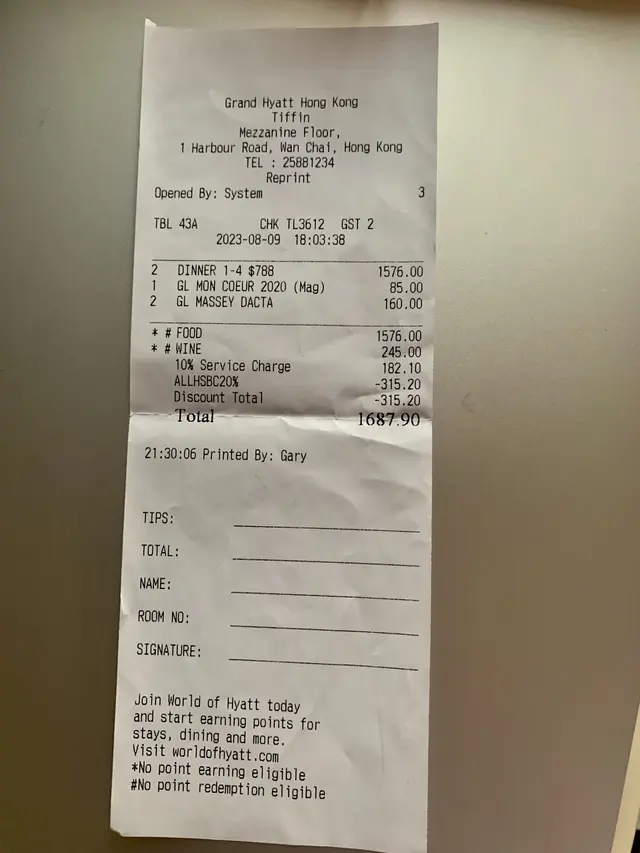 Grand Hyatt Hong Kong
Tiffin
Mezzanine Floor,
1 Harbour Road, Wan Chai, Hong Kong
TEL : 25881234
Reprint
Opened By: System 3
TBL 43A CHK TL3612 GST 2
2023-08-09 18:03:38
2 DINNER 1-4 $788 1576.00
1 GL MON COEUR 2020 (Mag) 85.00
2 GL MASSEY DACTA 160.00
* # FOOD 1576.00
* # WINE 245.00
10% Service Charge 182.10
ALLHSBC20% -315.20
Discount Total -315.20
Total 1687.90
21:30:06 Printed By: Gary
TIPS:
TOTAL:
NAME:
ROOM NO:
SIGNATURE:
Join World of Hyatt today
and start earning points for
stays, dining and more.
Visit worldofhyatt.com
*No point earning eligible
#No point redemption eligible